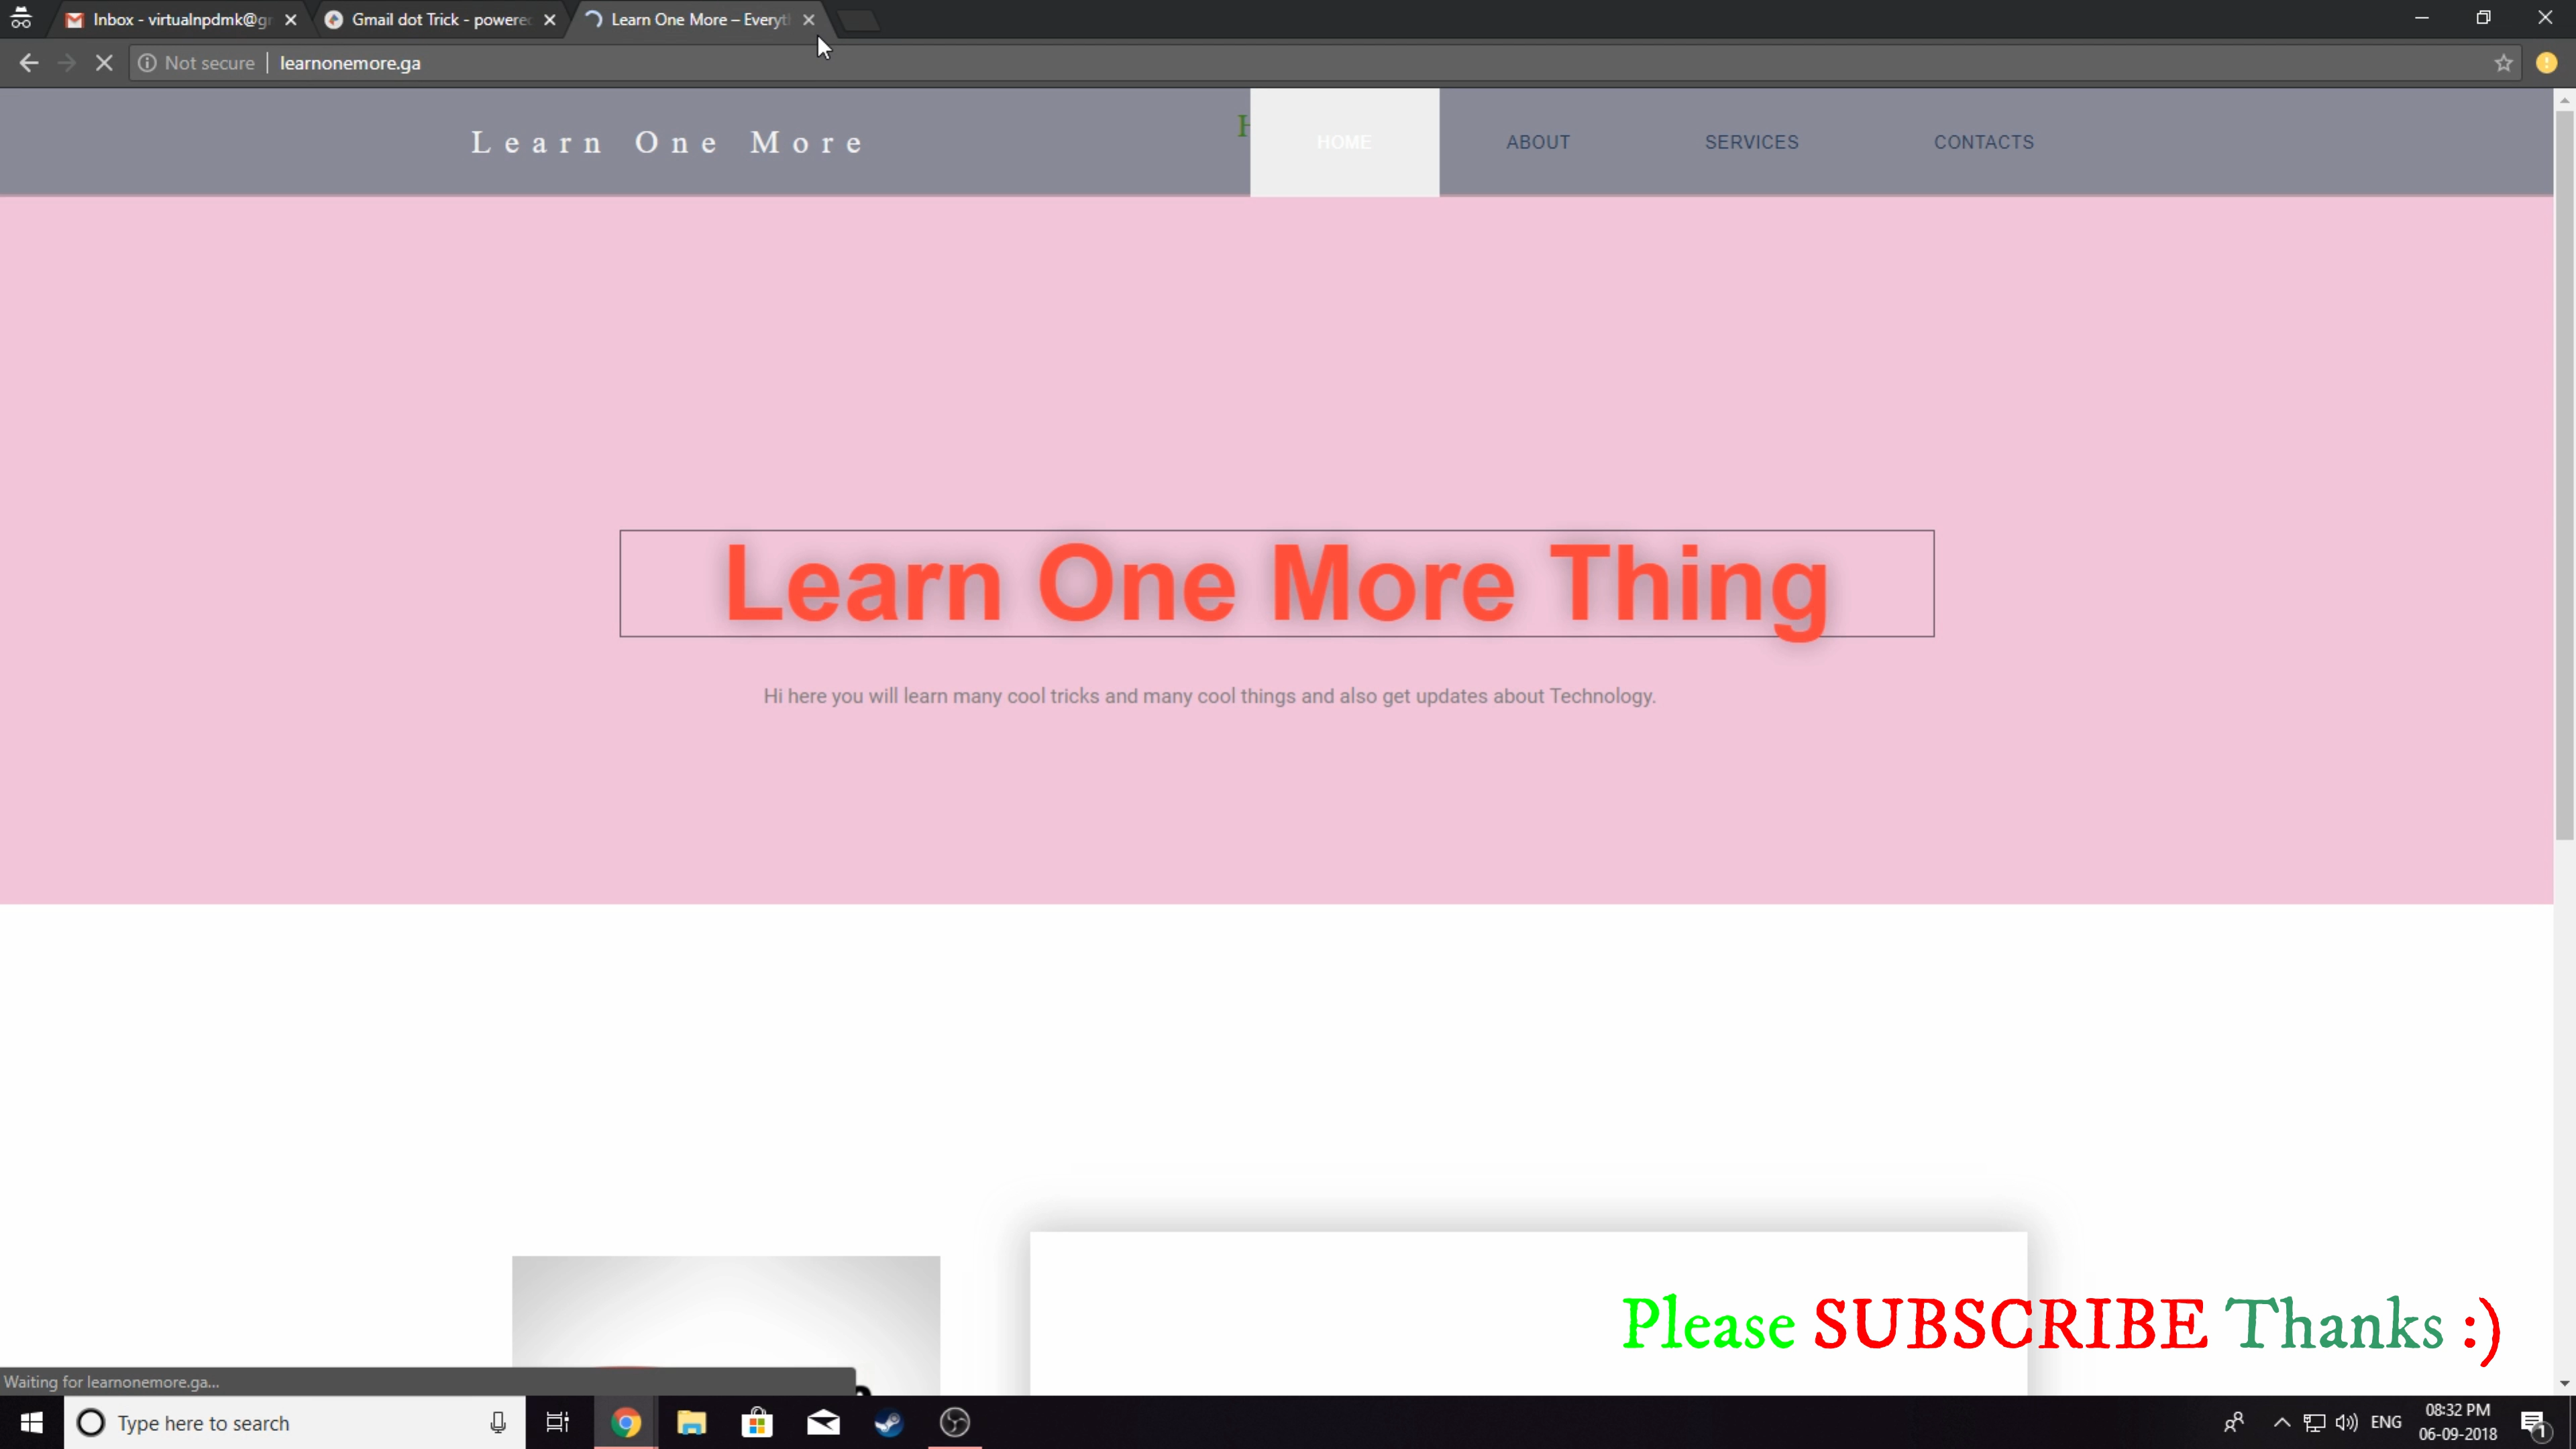 Inbox - virtualnpdmk@g
Gmail dot Trick - powere
Learn One More – Everyt
Not secure
learnonemore.ga
Learn One More
H
HOME
ABOUT
SERVICES
CONTACTS
Learn One More Thing
Hi here you will learn many cool tricks and many cool things and also get updates about Technology.
Please SUBSCRIBE Thanks :)
Waiting for learnonemore.ga...
Type here to search
ENG
08:32 PM
06-09-2018
1